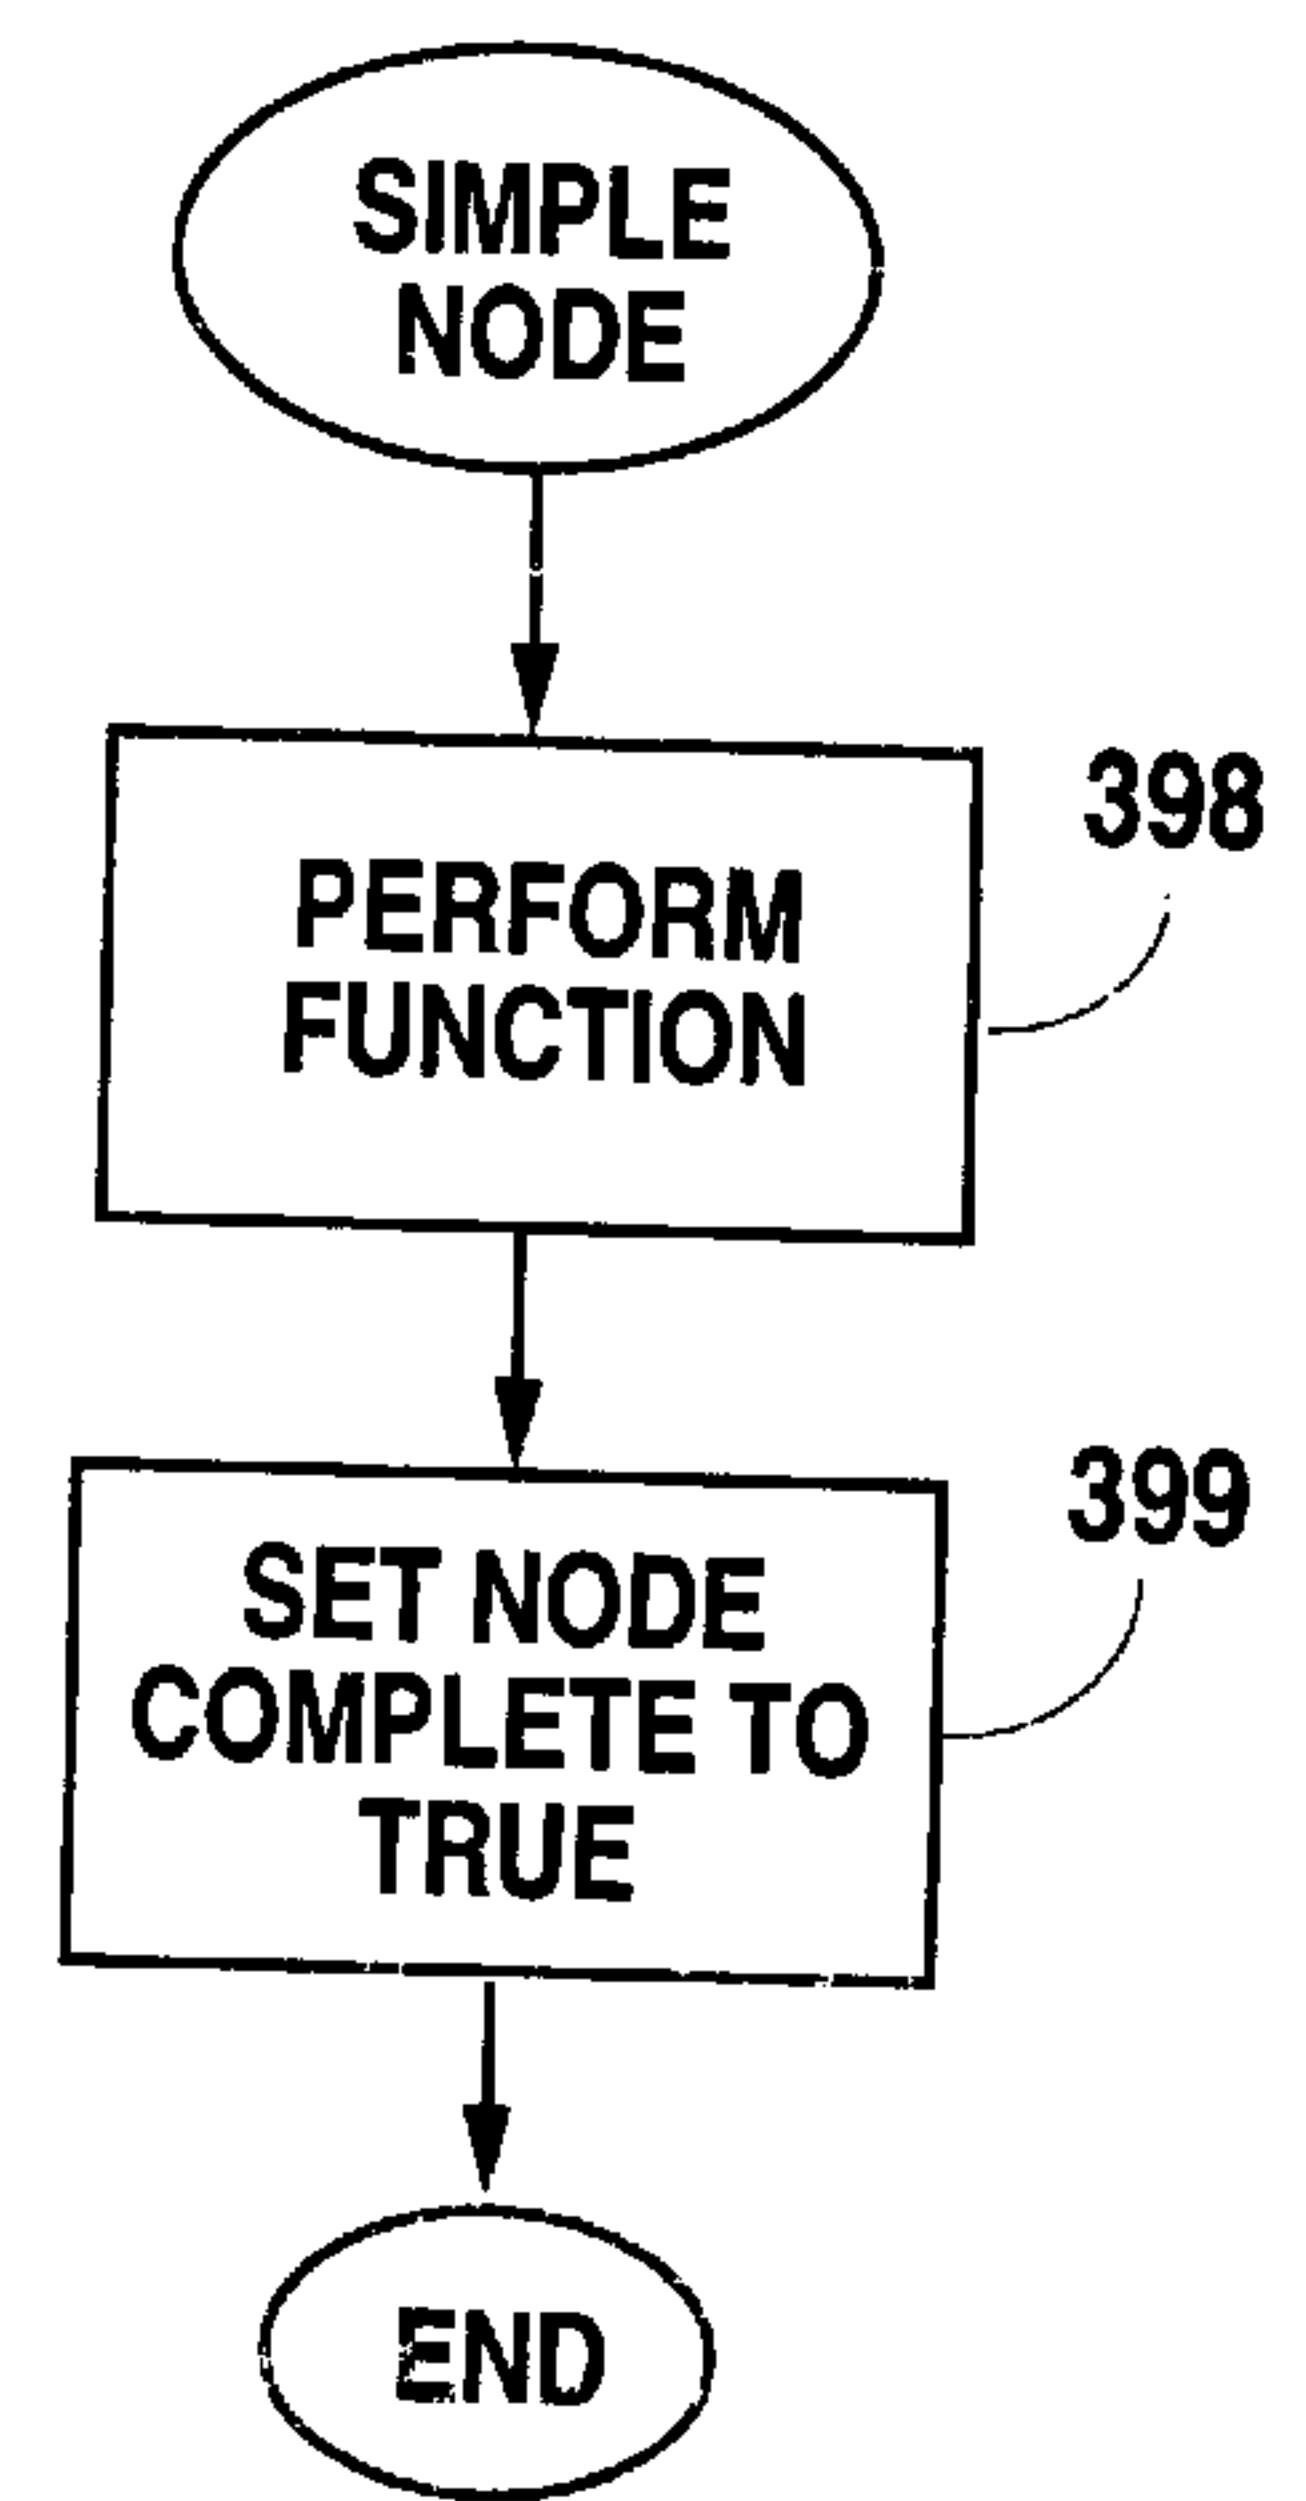 SIMPLE
NODE
398
PERFORM
FUNCTION
399
SET NODE
COMPLETE TO
TRUE
END